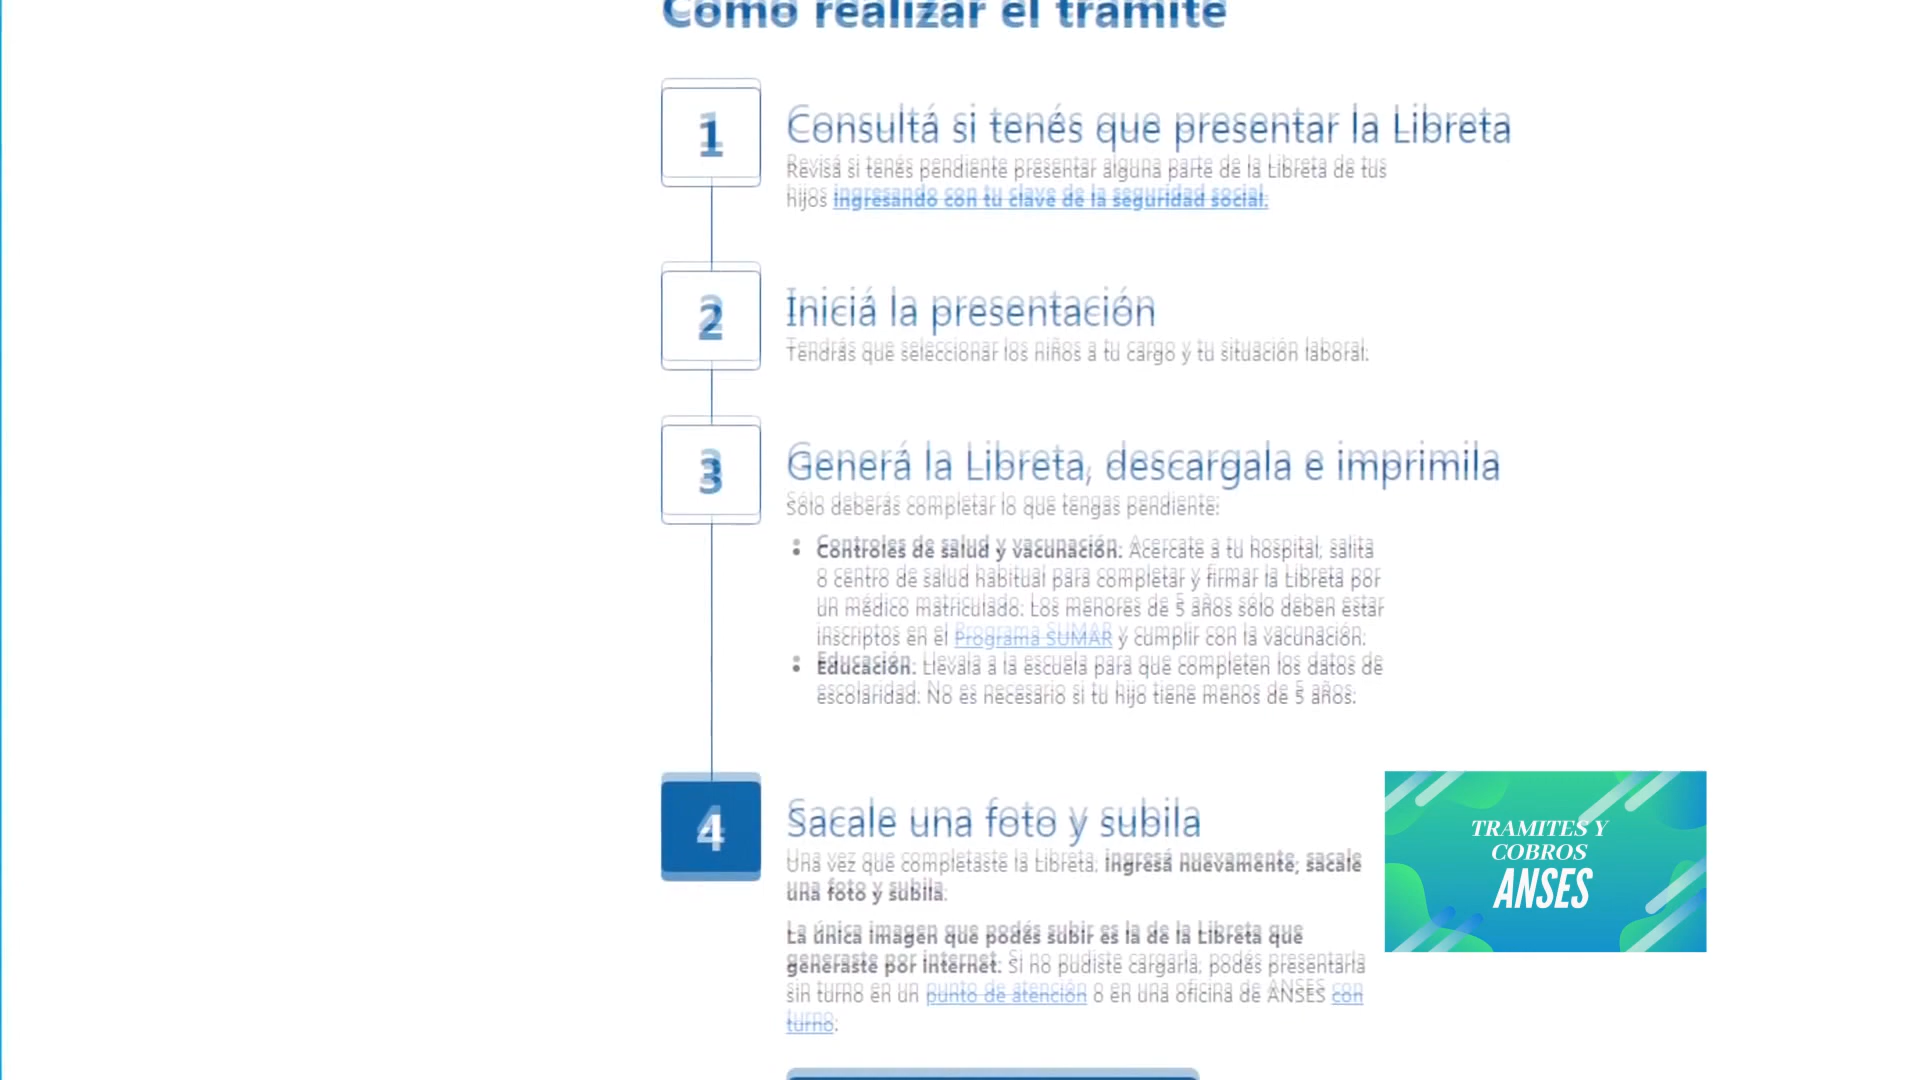 Cómo realizar el trámite
1
Consultá si tenés que presentar la Libreta
Revisá si tenés pendiente presentar alguna parte de la Libreta de tus
hijos ingresando con tu clave de la seguridad social.
2
Iniciá la presentación
Tendrás que seleccionar los niños a tu cargo y tu situación laboral.
3
Generá la Libreta, descargala e imprimila
Sólo deberás completar lo que tengas pendiente:
• Controles de salud y vacunación. Acercate a tu hospital, salita
o centro de salud habitual para completar y firmar la Libreta por
un médico matriculado. Los menores de 5 años sólo deben estar
inscriptos en el Programa SUMAR y cumplir con la vacunación.
• Educación. Llevala a la escuela para que completen los datos de
escolaridad. No es necesario si tu hijo tiene menos de 5 años.
4
Sacale una foto y subila
Una vez que completaste la Libreta, ingresá nuevamente, sacale
una foto y subila.
La única imagen que podés subir es la de la Libreta que
generaste por internet. Si no pudiste cargarla, podés presentarla
sin turno en un punto de atención o en una oficina de ANSES con
turno.
TRAMITES Y
COBROS
ANSES